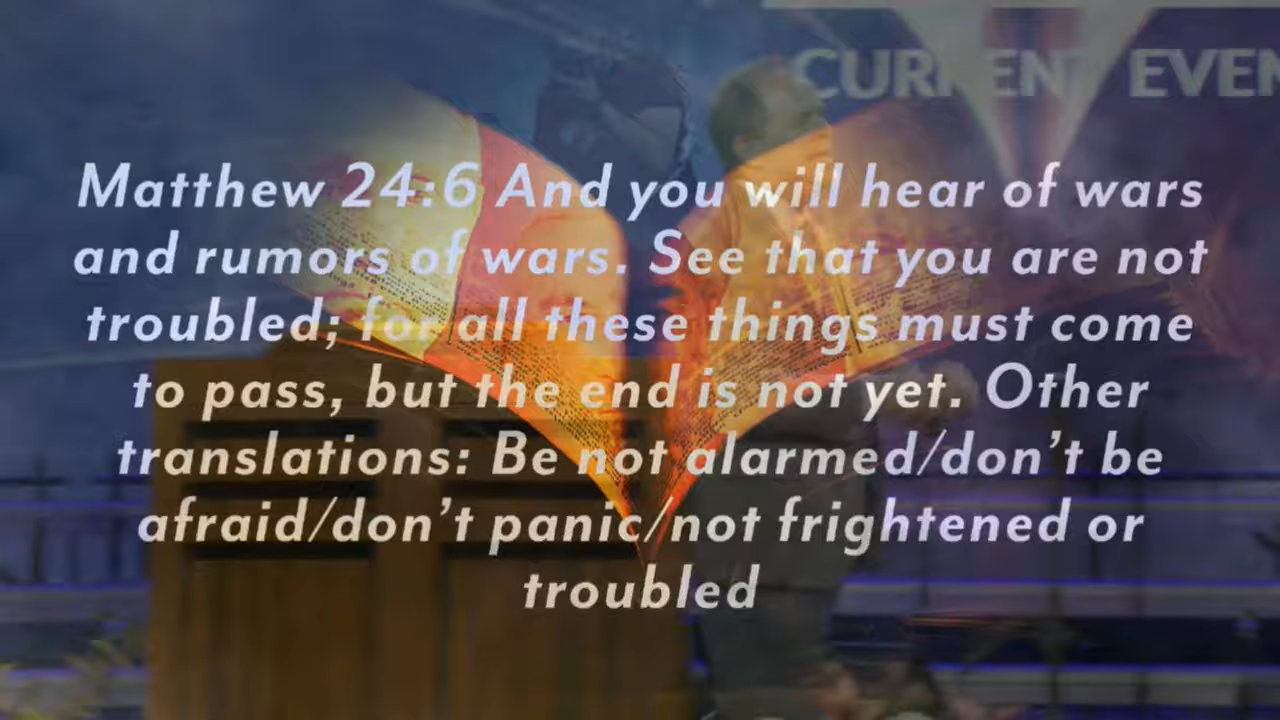 CURRENT EVEN
Matthew 24:6 And you will hear of wars
and rumors of wars. See that you are not
troubled; for all these things must come
to pass, but the end is not yet. Other
translations: Be not alarmed/don’t be
afraid/don’t panic/not frightened or
troubled